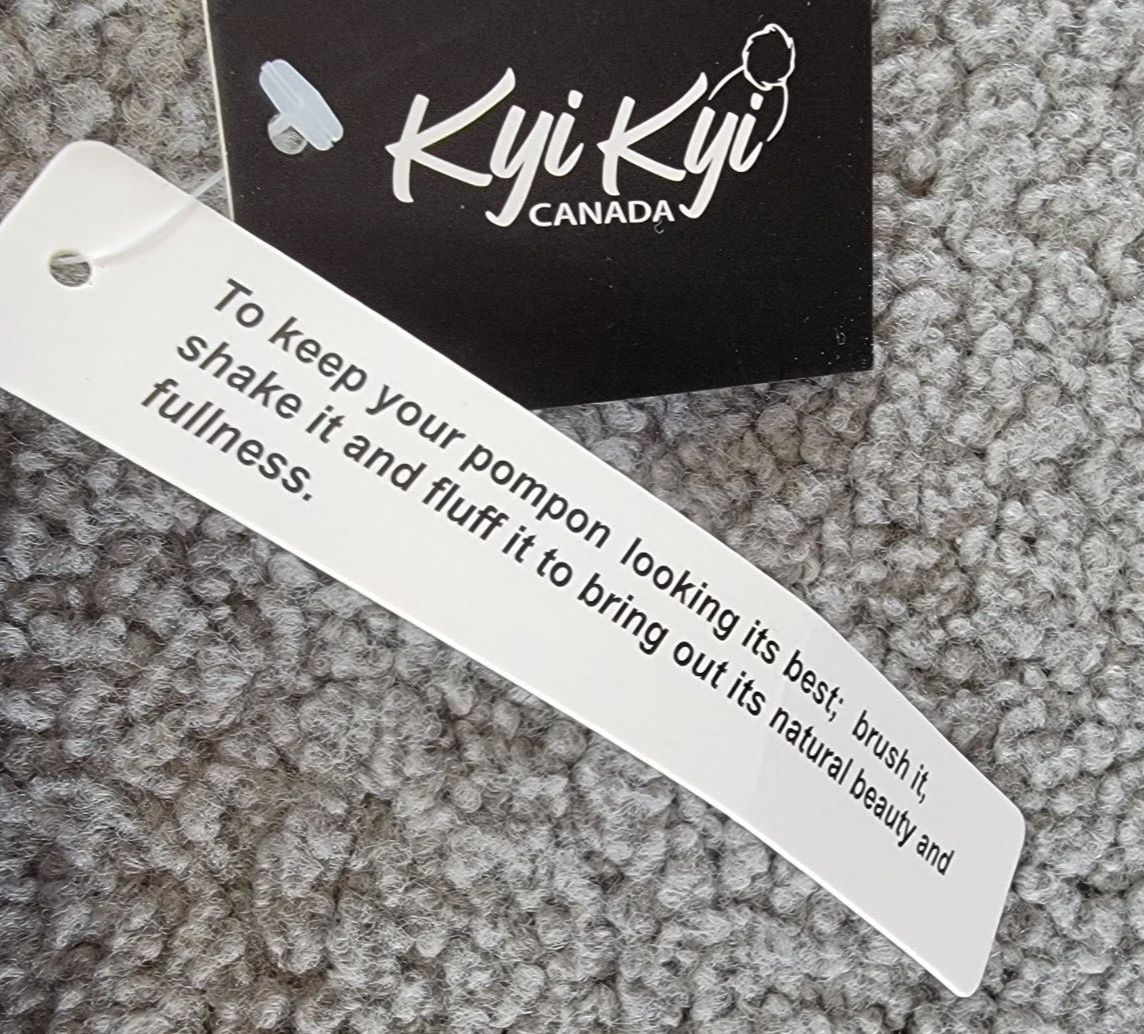 Kyi Kyi
CANADA
To keep your pompon looking its best; brush it,
shake it and fluff it to bring out its natural beauty and
fullness.